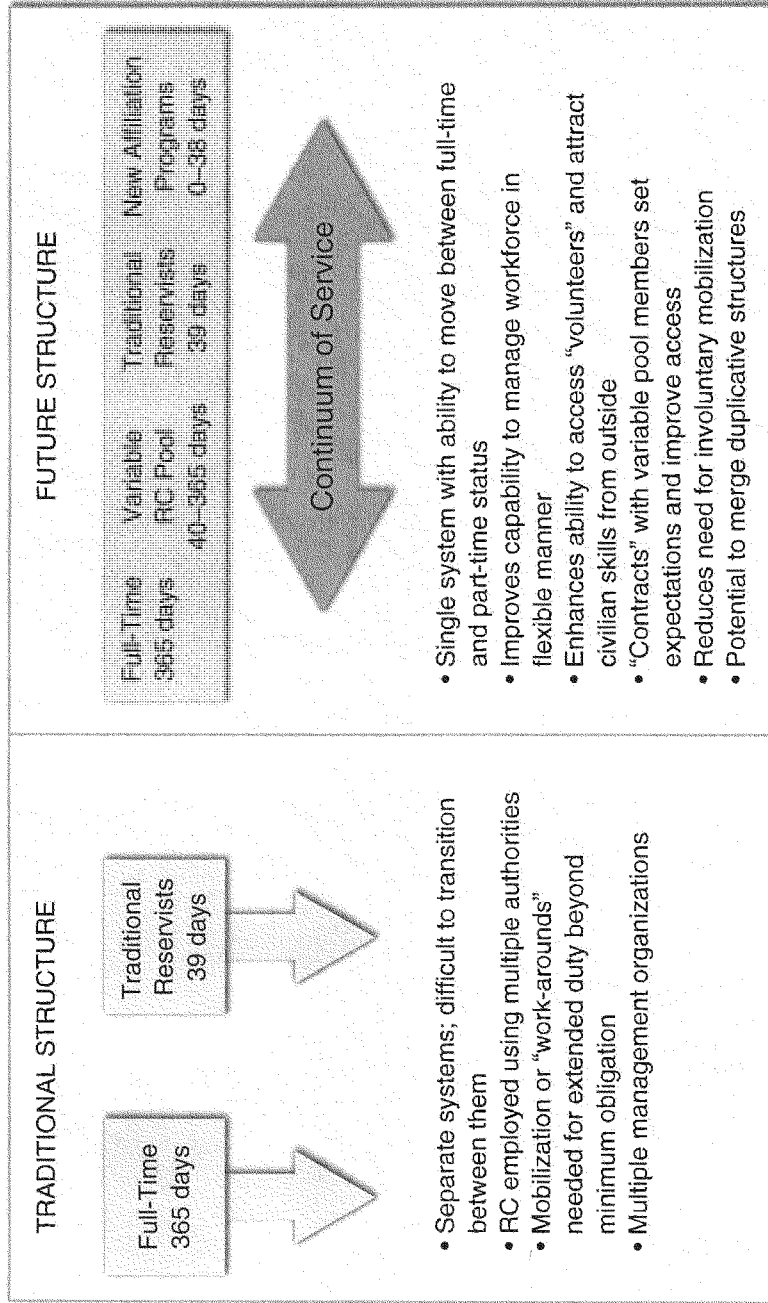 TRADITIONAL STRUCTURE
Full-Time
365 days
Traditional
Reservists
39 days
• Separate systems; difficult to transition
between them
• RC employed using multiple authorities
• Mobilization or “work-arounds”
needed for extended duty beyond
minimum obligation
• Multiple management organizations
FUTURE STRUCTURE
Full-Time
365 days
Variable
RC Pool
40–365 days
Traditional
Reservists
39 days
New Affiliation
Programs
0–38 days
Continuum of Service
• Single system with ability to move between full-time
and part-time status
• Improves capability to manage workforce in
flexible manner
• Enhances ability to access “volunteers” and attract
civilian skills from outside
• “Contracts” with variable pool members set
expectations and improve access
• Reduces need for involuntary mobilization
• Potential to merge duplicative structures